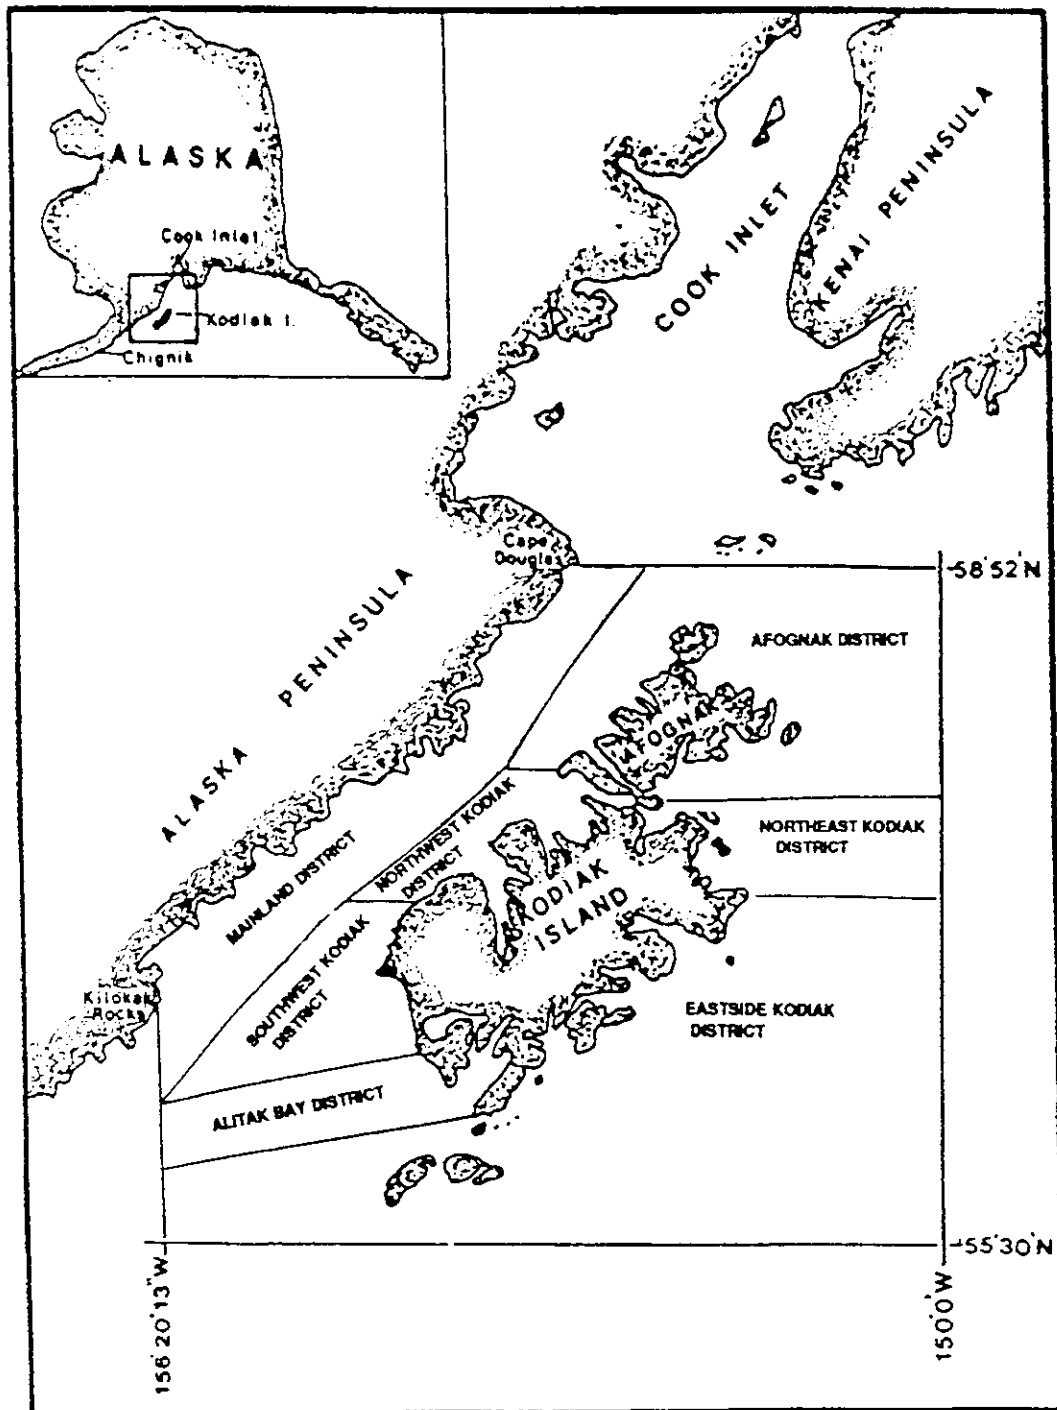 ALASKA
Cook Inlet
Kodiak I.
Chignik
COOK INLET
KENAI PENINSULA
Cape
Douglas
58°52'N
ALASKA PENINSULA
AFOGNAK DISTRICT
AFOGNAK
NORTHEAST KODIAK
DISTRICT
NORTHWEST KODIAK
DISTRICT
MAINLAND DISTRICT
KODIAK
ISLAND
SOUTHWEST KODIAK
DISTRICT
Kilokak
Rocks
EASTSIDE KODIAK
DISTRICT
ALITAK BAY DISTRICT
55°30'N
156°20'13"W
150°0'W